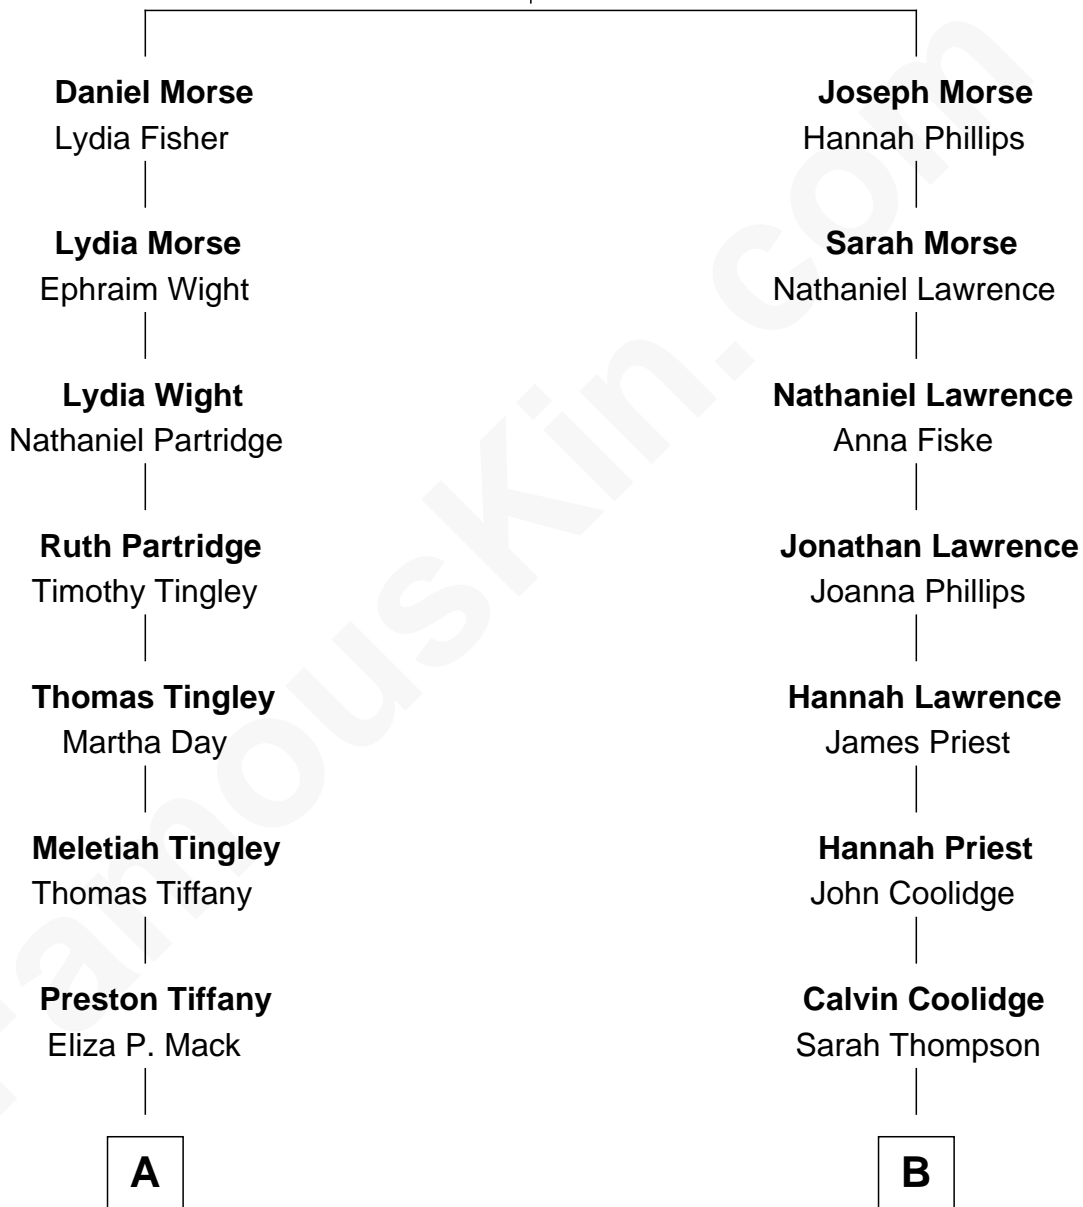 Daniel Morse
Lydia Fisher
Lydia Morse
Ephraim Wight
Lydia Wight
Nathaniel Partridge
Ruth Partridge
Timothy Tingley
Thomas Tingley
Martha Day
Meletiah Tingley
Thomas Tiffany
Preston Tiffany
Eliza P. Mack
A
Joseph Morse
Hannah Phillips
Sarah Morse
Nathaniel Lawrence
Nathaniel Lawrence
Anna Fiske
Jonathan Lawrence
Joanna Phillips
Hannah Lawrence
James Priest
Hannah Priest
John Coolidge
Calvin Coolidge
Sarah Thompson
B
FamousKin.com